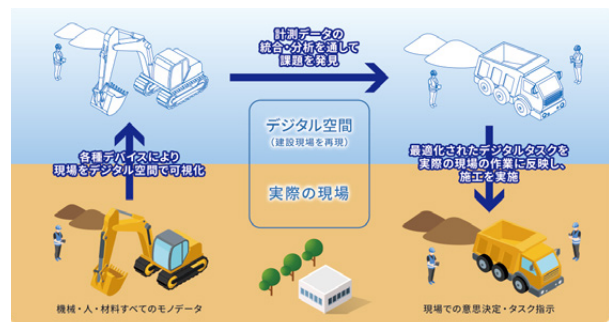 計測データの
統合・分析を通して
課題を発見
デジタル空間
（建設現場を再現）
各種デバイスにより
現場をデジタル空間で可視化
最適化されたデジタルタスクを
実際の現場の作業に反映し、
施工を実施
実際の現場
機械・人・材料すべてのモノデータ
現場での意思決定・タスク指示